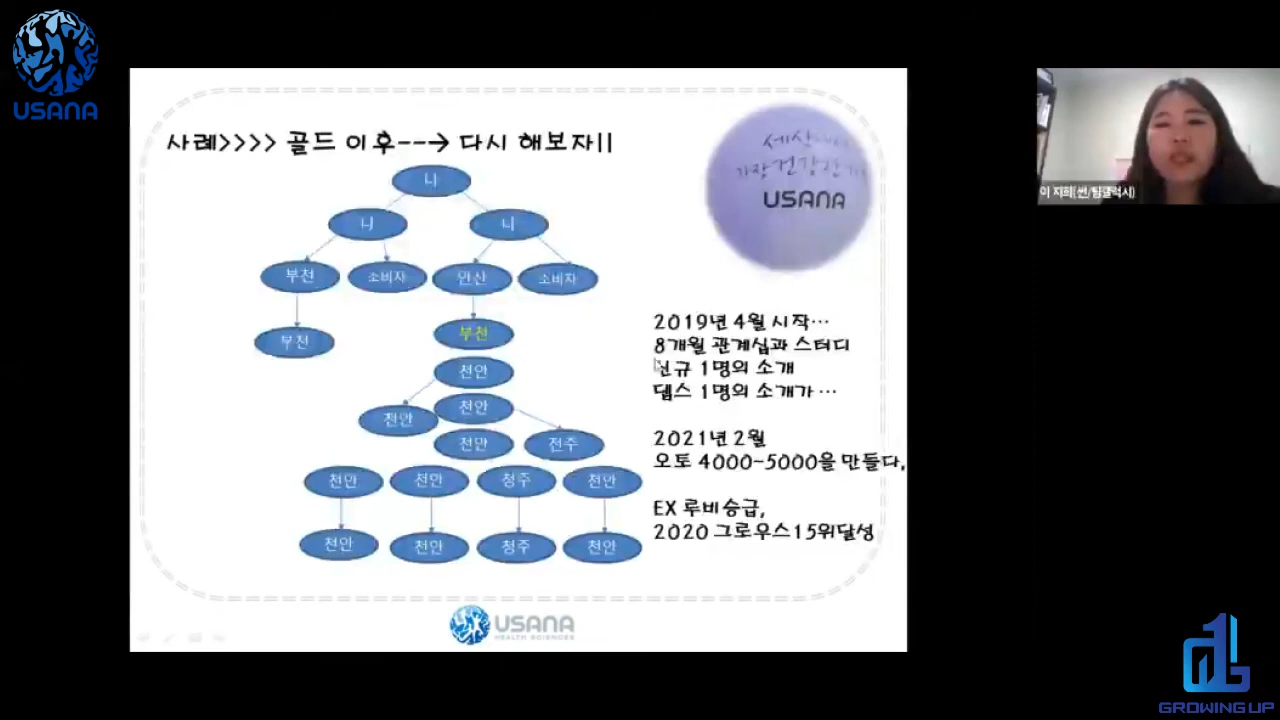 USANA
사례>>>> 골드 이후---> 다시 해보자!!
세상에서
가장 건강한
USANA
나
나 나
부천 소비자 안산 소비자
부천 부천
천안
천안 천안
천안 전주
천안 천안 청주 천안
천안 천안 청주 천안
2019년 4월 시작...
8개월 관계십과 스터디
신규 1명의 소개
뎁스 1명의 소개가 ...
2021년 2월
오토 4000-5000을 만들다,
EX 루비승급,
2020 그로우스15위달성
USANA
HEALTH SCIENCES
이 지희(썬/팀갤럭시)
GROWING UP